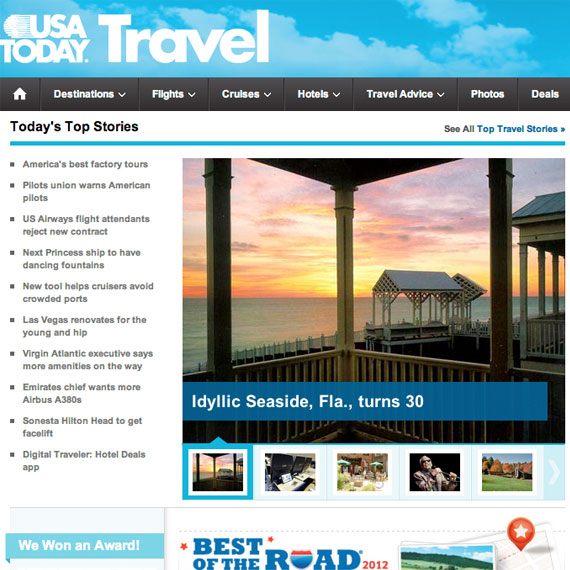 USA
TODAY.
Travel
Destinations
Flights
Cruises
Hotels
Travel Advice
Photos
Deals
Today's Top Stories
See All Top Travel Stories »
America's best factory tours
Pilots union warns American
pilots
US Airways flight attendants
reject new contract
Next Princess ship to have
dancing fountains
New tool helps cruisers avoid
crowded ports
Las Vegas renovates for the
young and hip
Virgin Atlantic executive says
more amenities on the way
Emirates chief wants more
Airbus A380s
Sonesta Hilton Head to get
facelift
Digital Traveler: Hotel Deals
app
Idyllic Seaside, Fla., turns 30
We Won an Award!
BEST
OF THE ROAD
2012